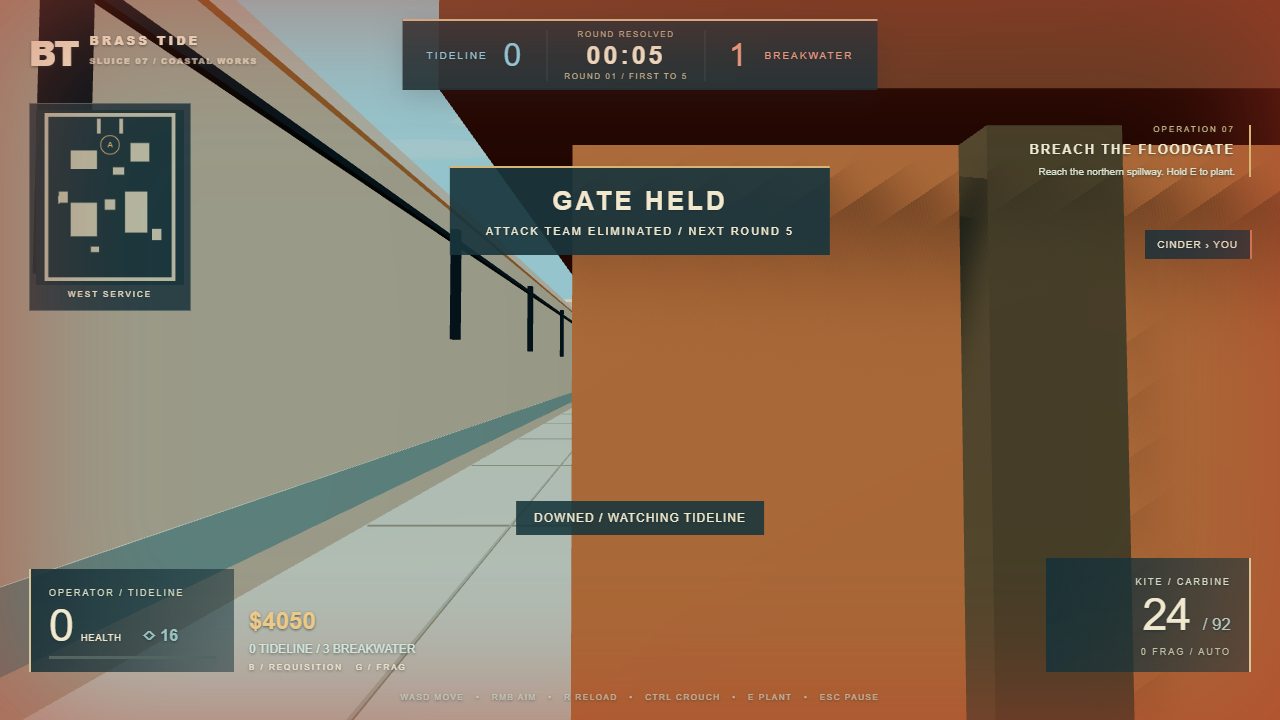 BT
BRASS TIDE
SLUICE 07 / COASTAL WORKS
TIDELINE 0
ROUND RESOLVED
00:05
ROUND 01 / FIRST TO 5
1 BREAKWATER
A
WEST SERVICE
OPERATION 07
BREACH THE FLOODGATE
Reach the northern spillway. Hold E to plant.
CINDER › YOU
GATE HELD
ATTACK TEAM ELIMINATED / NEXT ROUND 5
DOWNED / WATCHING TIDELINE
OPERATOR / TIDELINE
0 HEALTH 16
$4050
0 TIDELINE / 3 BREAKWATER
B / REQUISITION G / FRAG
KITE / CARBINE
24 / 92
0 FRAG / AUTO
WASD MOVE • RMB AIM • R RELOAD • CTRL CROUCH • E PLANT • ESC PAUSE